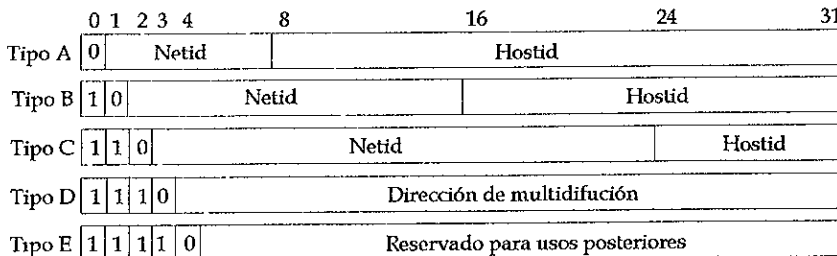 0 1 2 3 4 8 16 24 31
Tipo A 0 Netid Hostid
Tipo B 1 0 Netid Hostid
Tipo C 1 1 0 Netid Hostid
Tipo D 1 1 1 0 Dirección de multidifución
Tipo E 1 1 1 1 0 Reservado para usos posteriores